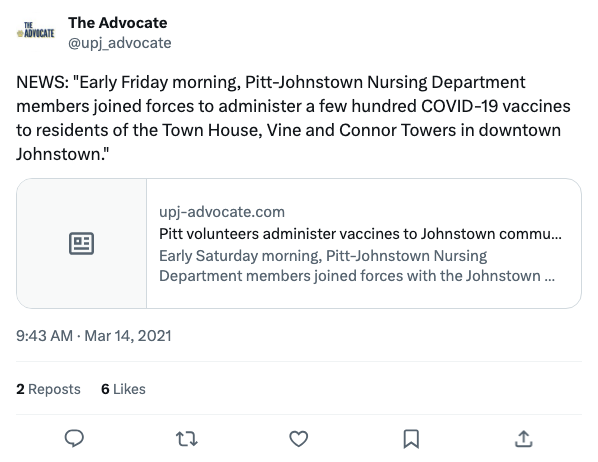 THE
ADVOCATE
The Advocate
@upj_advocate
NEWS: "Early Friday morning, Pitt-Johnstown Nursing Department
members joined forces to administer a few hundred COVID-19 vaccines
to residents of the Town House, Vine and Connor Towers in downtown
Johnstown."
upj-advocate.com
Pitt volunteers administer vaccines to Johnstown commu...
Early Saturday morning, Pitt-Johnstown Nursing
Department members joined forces with the Johnstown ...
9:43 AM · Mar 14, 2021
2 Reposts 6 Likes